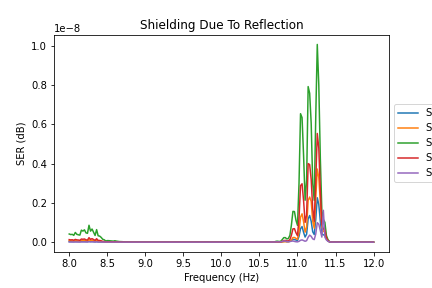 1e−8
Shielding Due To Reflection
SER (dB)
1.0
0.8
0.6
0.4
0.2
0.0
8.0 8.5 9.0 9.5 10.0 10.5 11.0 11.5 12.0
Frequency (Hz)
S
S
S
S
S